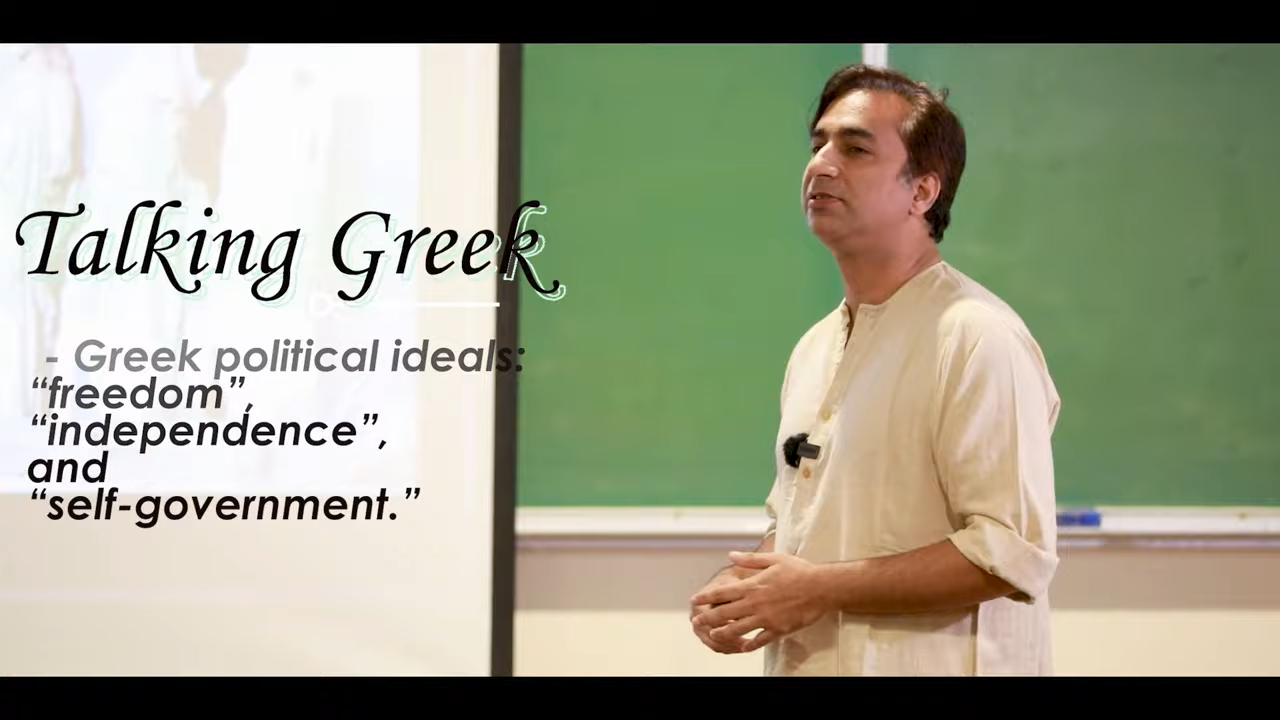 Talking Greek
- Greek political ideals:
“freedom”,
“independence”,
and
“self-government.”